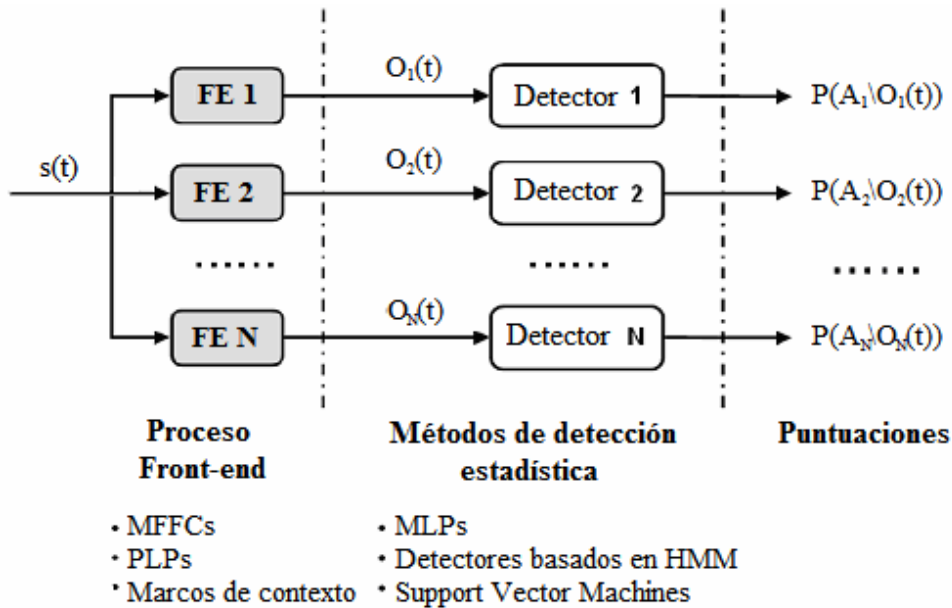 FE 1
O₁(t)
Detector 1
P(A₁\O₁(t))
s(t)
FE 2
O₂(t)
Detector 2
P(A₂\O₂(t))
.......
.......
......
FE N
O_N(t)
Detector N
P(A_N\O_N(t))
Proceso
Front-end
Métodos de detección
estadística
Puntuaciones
· MFFCs
· PLPs
· Marcos de contexto
· MLPs
· Detectores basados en HMM
· Support Vector Machines